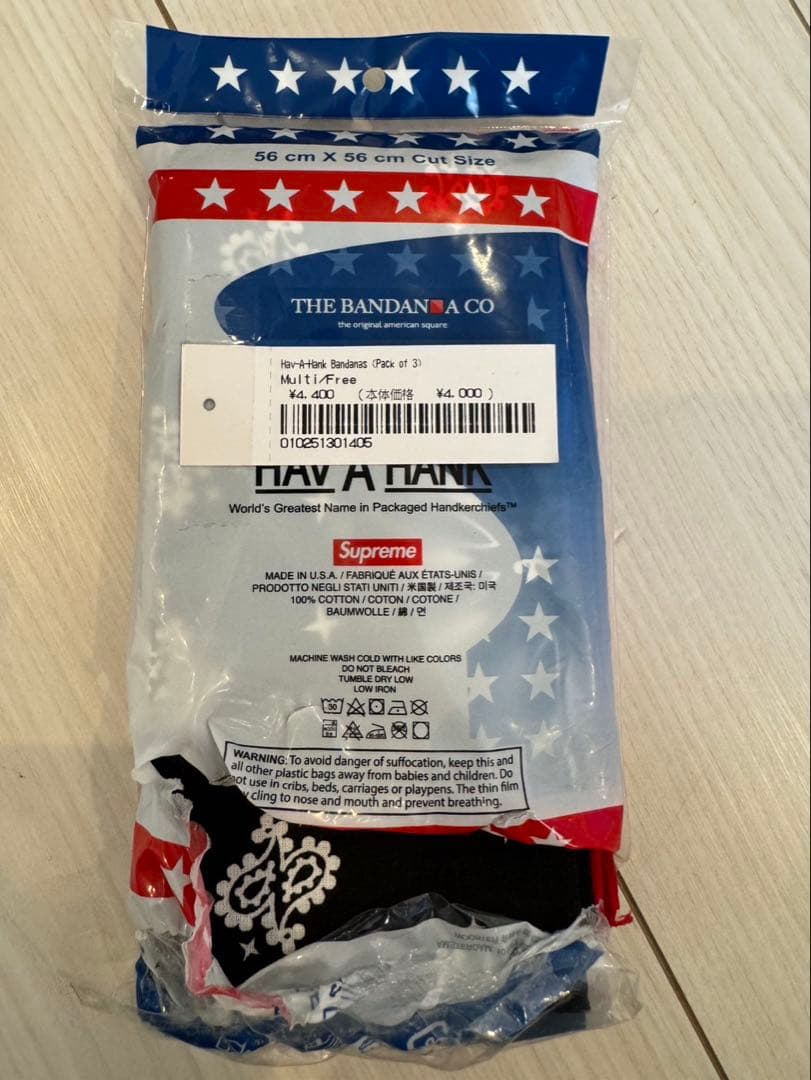 56 cm X 56 cm Cut Size
THE BANDANNA CO
the original american square
Hav-A-Hank Bandanas (Pack of 3)
Multi/Free
¥4,400 (本体価格 ¥4,000 )
010251301405
HAV A HANK
World's Greatest Name in Packaged Handkerchiefs™
Supreme
MADE IN U.S.A. / FABRIQUÉ AUX ÉTATS-UNIS /
PRODOTTO NEGLI STATI UNITI / 米国製 / 제조국: 미국
100% COTTON / COTON / COTONE /
BAUMWOLLE / 綿 / 면
MACHINE WASH COLD WITH LIKE COLORS
DO NOT BLEACH
TUMBLE DRY LOW
LOW IRON
30
WARNING: To avoid danger of suffocation, keep this and
all other plastic bags away from babies and children. Do
not use in cribs, beds, carriages or playpens. The thin film
cling to nose and mouth and prevent breathing.